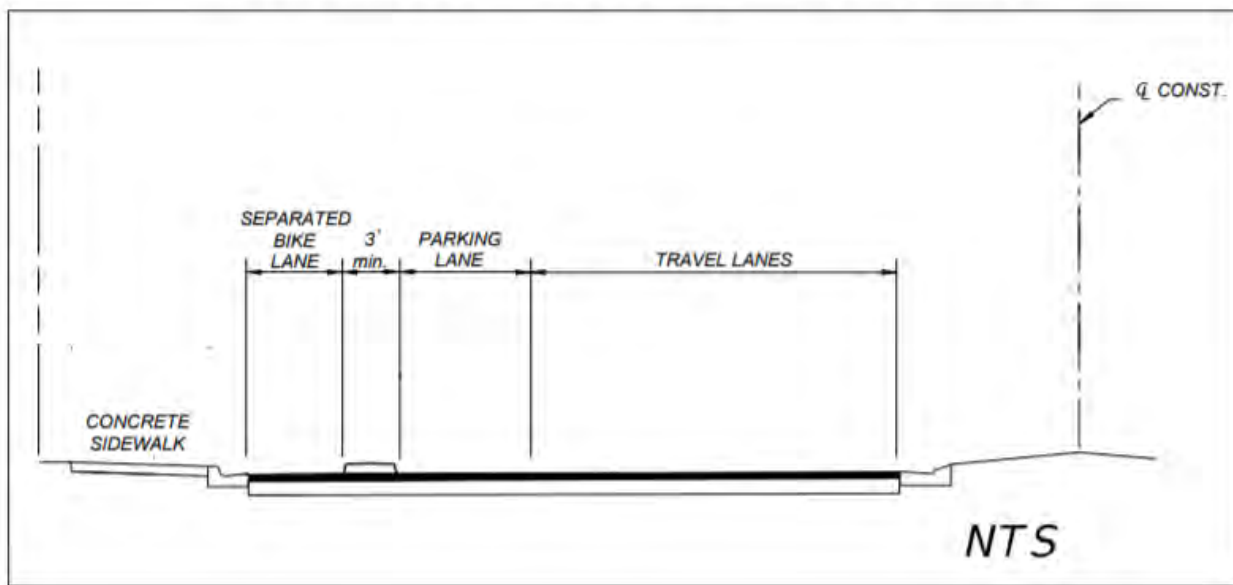 ℄ CONST.
SEPARATED
BIKE
LANE
3'
min.
PARKING
LANE
TRAVEL LANES
CONCRETE
SIDEWALK
NTS